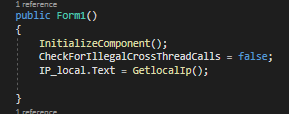 1 reference
public Form1()
{
InitializeComponent();
CheckForIllegalCrossThreadCalls = false;
IP_local.Text = GetlocalIp();
}
1 reference